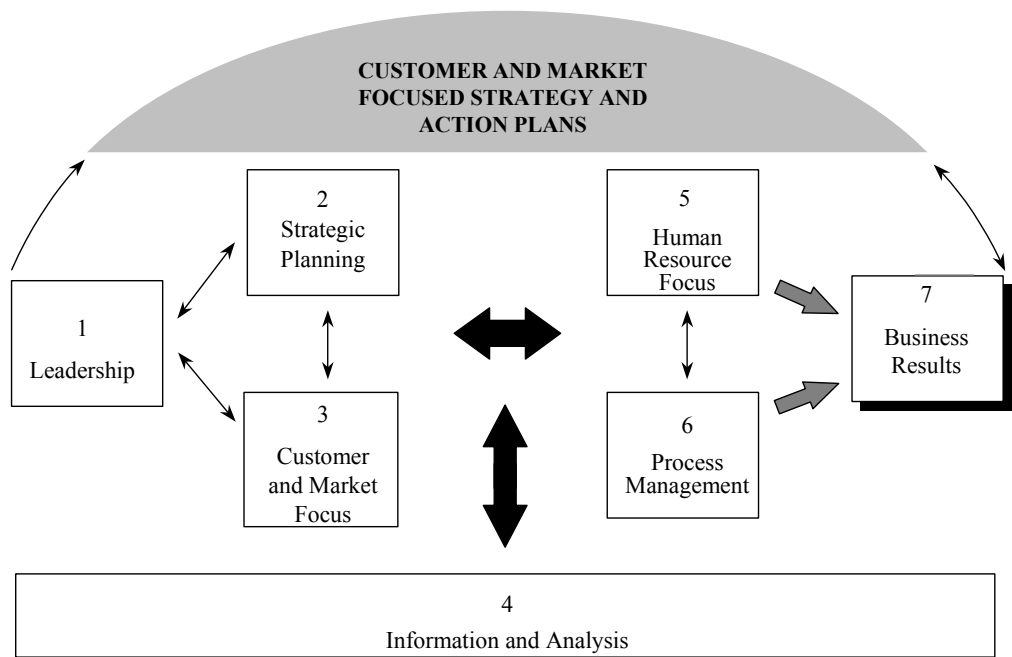 CUSTOMER AND MARKET
FOCUSED STRATEGY AND
ACTION PLANS
1
Leadership
2
Strategic
Planning
3
Customer
and Market
Focus
5
Human
Resource
Focus
6
Process
Management
7
Business
Results
4
Information and Analysis